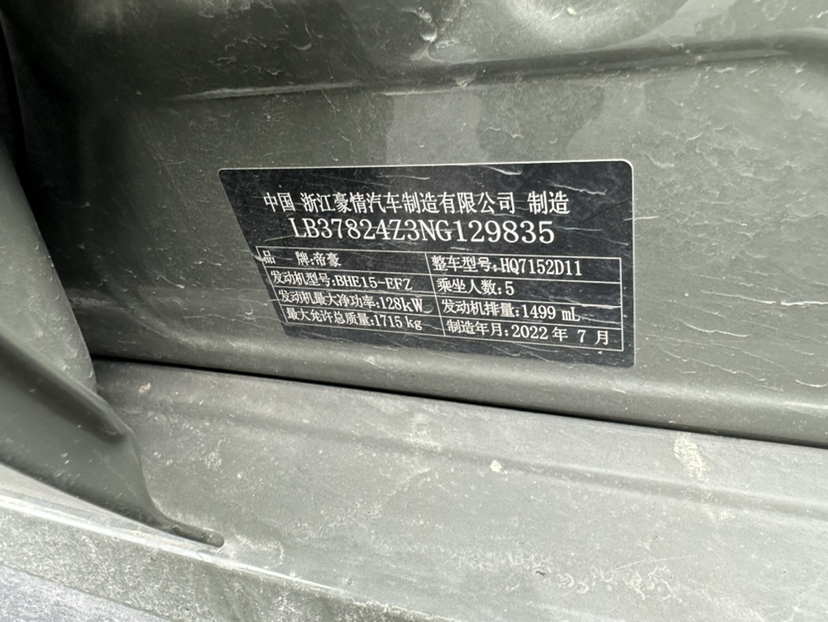 中国 浙江豪情汽车制造有限公司 制造
LB37824Z3NG129835
品 牌:帝豪 整车型号:HQ7152D11
发动机型号:BHE15-EFZ 乘坐人数:5
发动机最大净功率:128kW 发动机排量:1499 mL
最大允许总质量:1715 kg 制造年月:2022 年 7 月